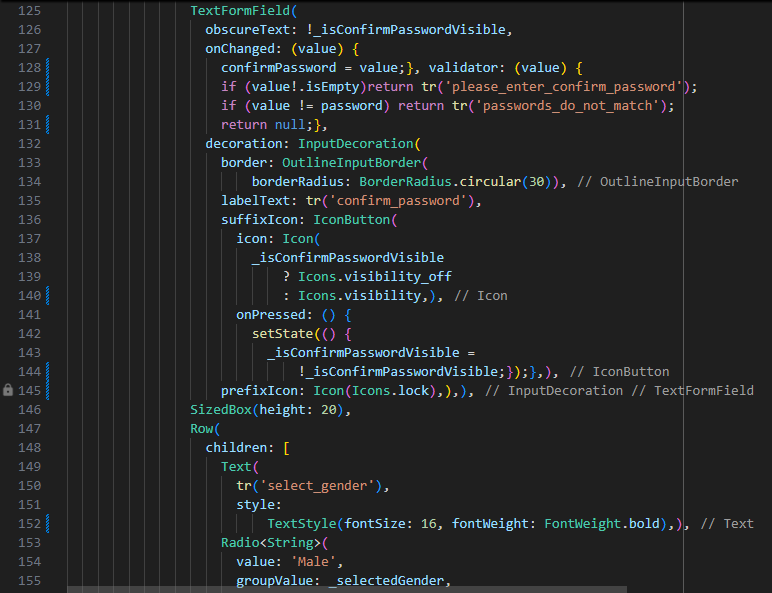 125 TextFormField(
126 obscureText: !_isConfirmPasswordVisible,
127 onChanged: (value) {
128 confirmPassword = value;}, validator: (value) {
129 if (value!.isEmpty)return tr('please_enter_confirm_password');
130 if (value != password) return tr('passwords_do_not_match');
131 return null;},
132 decoration: InputDecoration(
133 border: OutlineInputBorder(
134 borderRadius: BorderRadius.circular(30)), // OutlineInputBorder
135 labelText: tr('confirm_password'),
136 suffixIcon: IconButton(
137 icon: Icon(
138 _isConfirmPasswordVisible
139 ? Icons.visibility_off
140 : Icons.visibility,), // Icon
141 onPressed: () {
142 setState(() {
143 _isConfirmPasswordVisible =
144 !_isConfirmPasswordVisible;});},), // IconButton
145 prefixIcon: Icon(Icons.lock),),), // InputDecoration // TextFormField
146 SizedBox(height: 20),
147 Row(
148 children: [
149 Text(
150 tr('select_gender'),
151 style:
152 TextStyle(fontSize: 16, fontWeight: FontWeight.bold),), // Text
153 Radio<String>(
154 value: 'Male',
155 groupValue: _selectedGender,